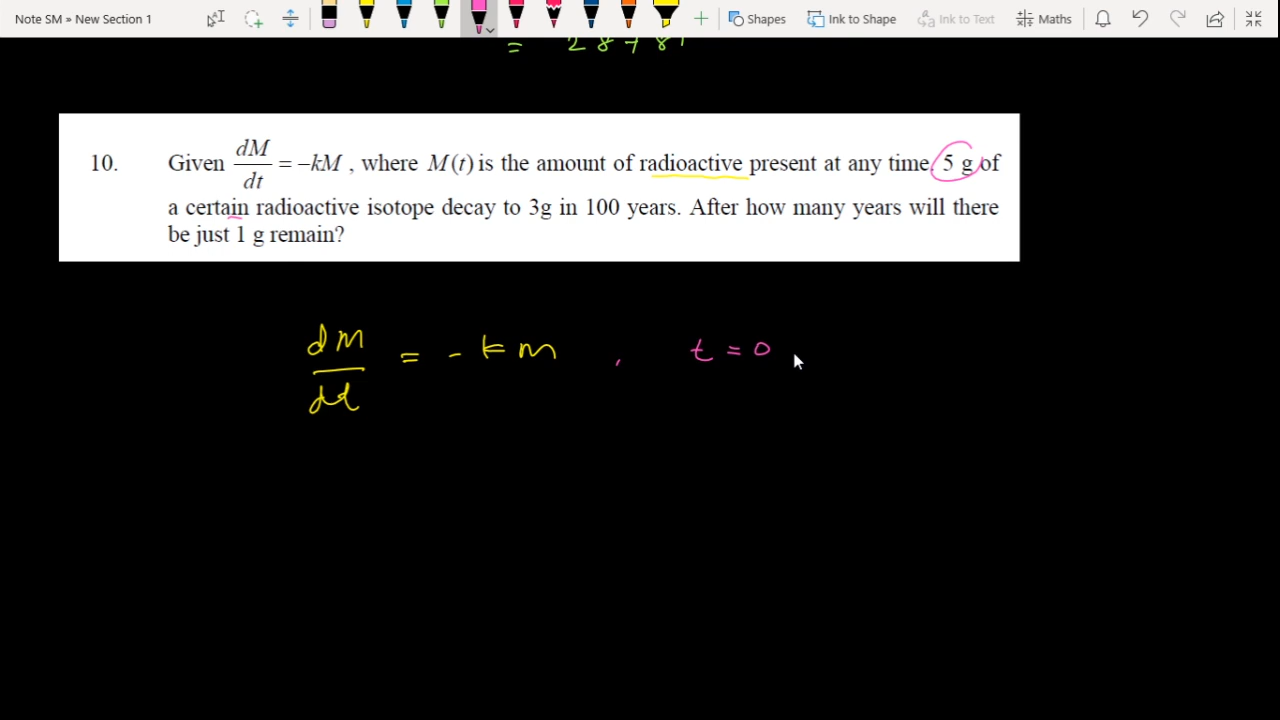 Note SM » New Section 1
Shapes
Ink to Shape
Ink to Text
Maths
= 28781
10. Given dM/dt = −kM , where M(t) is the amount of radioactive present at any time. 5 g of
a certain radioactive isotope decay to 3g in 100 years. After how many years will there
be just 1 g remain?
dM/dt = - k m , t = 0